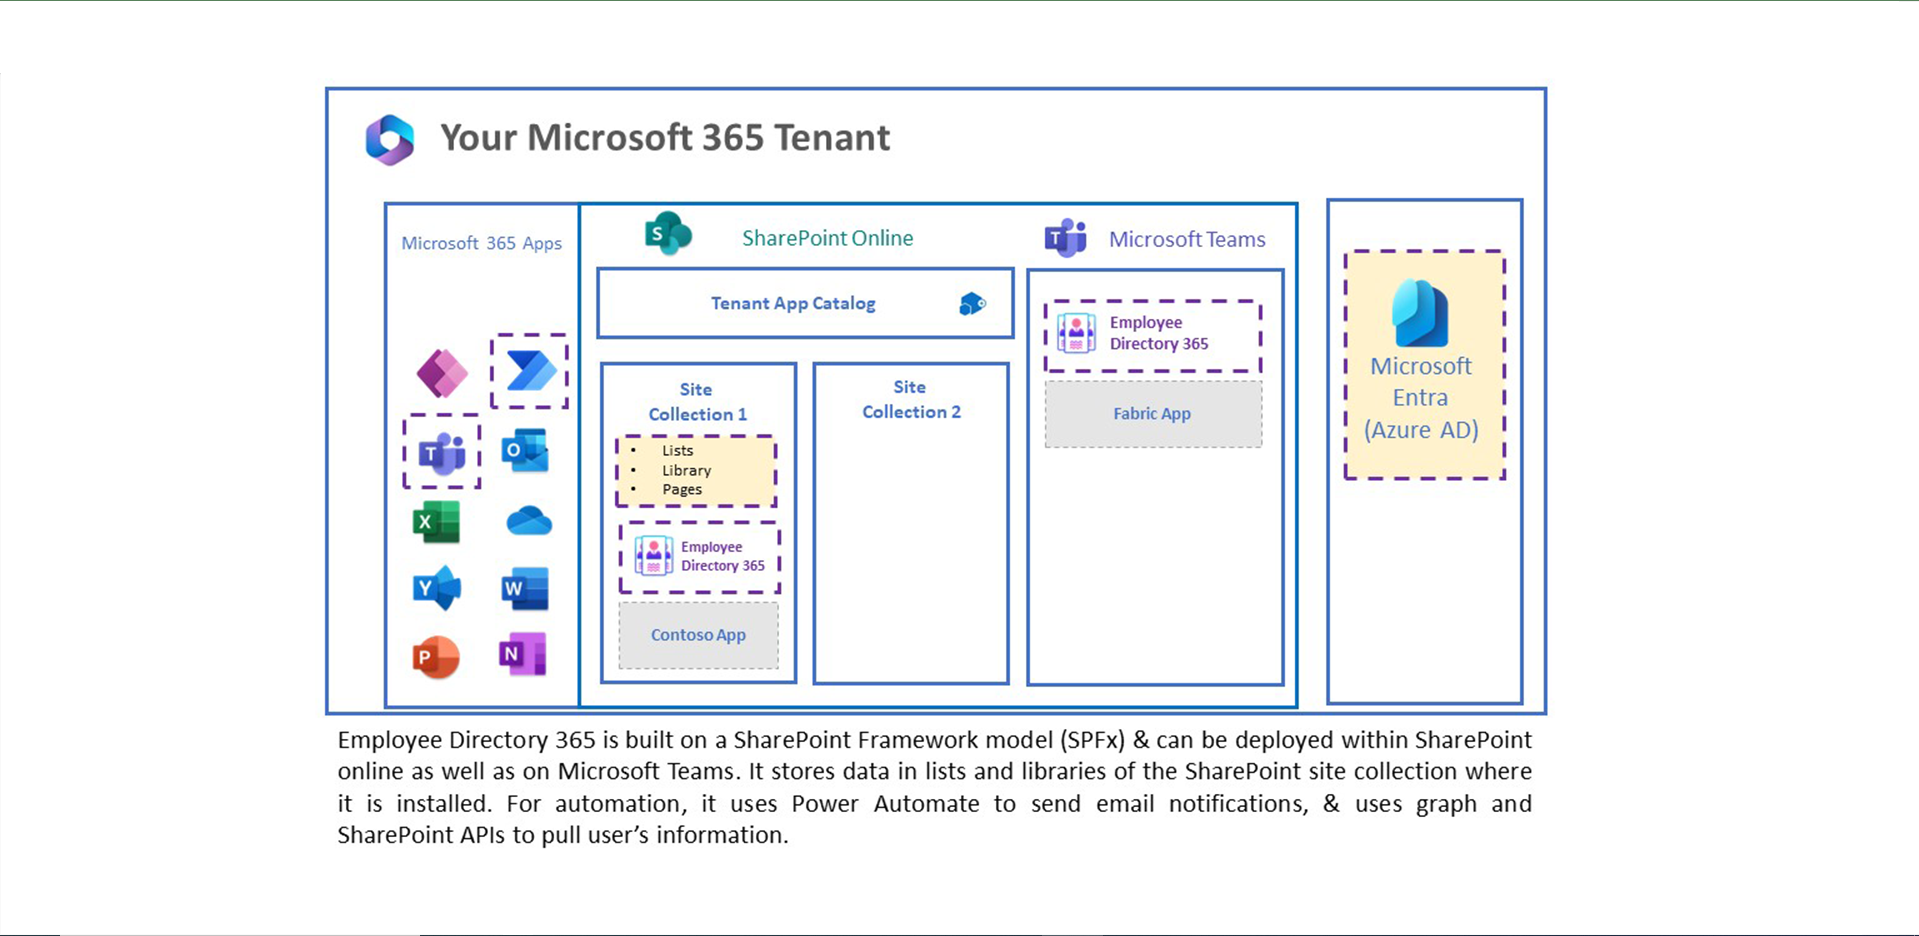 Your Microsoft 365 Tenant
Microsoft 365 Apps
T
O
X
Y
W
P
N
S
SharePoint Online
Tenant App Catalog
Site
Collection 1
• Lists
• Library
• Pages
Employee
Directory 365
Contoso App
Site
Collection 2
T
Microsoft Teams
Employee
Directory 365
Fabric App
Microsoft
Entra
(Azure AD)
Employee Directory 365 is built on a SharePoint Framework model (SPFx) & can be deployed within SharePoint
online as well as on Microsoft Teams. It stores data in lists and libraries of the SharePoint site collection where
it is installed. For automation, it uses Power Automate to send email notifications, & uses graph and
SharePoint APIs to pull user’s information.